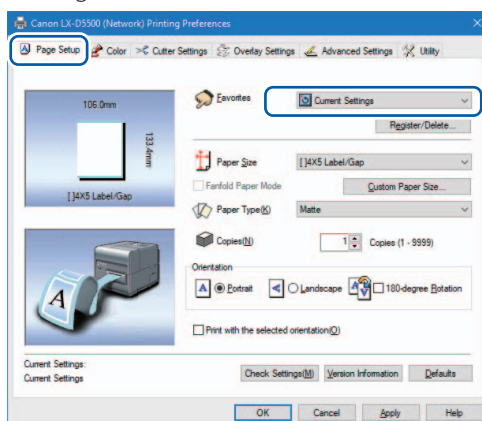 Canon LX-D5500 (Network) Printing Preferences
Page Setup Color Cutter Settings Overlay Settings Advanced Settings Utility
106.0mm
133.4mm
[ ]4X5 Label/Gap
Favorites Current Settings
Register/Delete...
Paper Size [ ]4X5 Label/Gap
Fanfold Paper Mode Custom Paper Size...
Paper Type(K) Matte
Copies(N) 1 Copies (1 - 9999)
Orientation
A Portrait Landscape 180-degree Rotation
Print with the selected orientation(O)
A
Current Settings:
Current Settings
Check Settings(M) Version Information Defaults
OK Cancel Apply Help